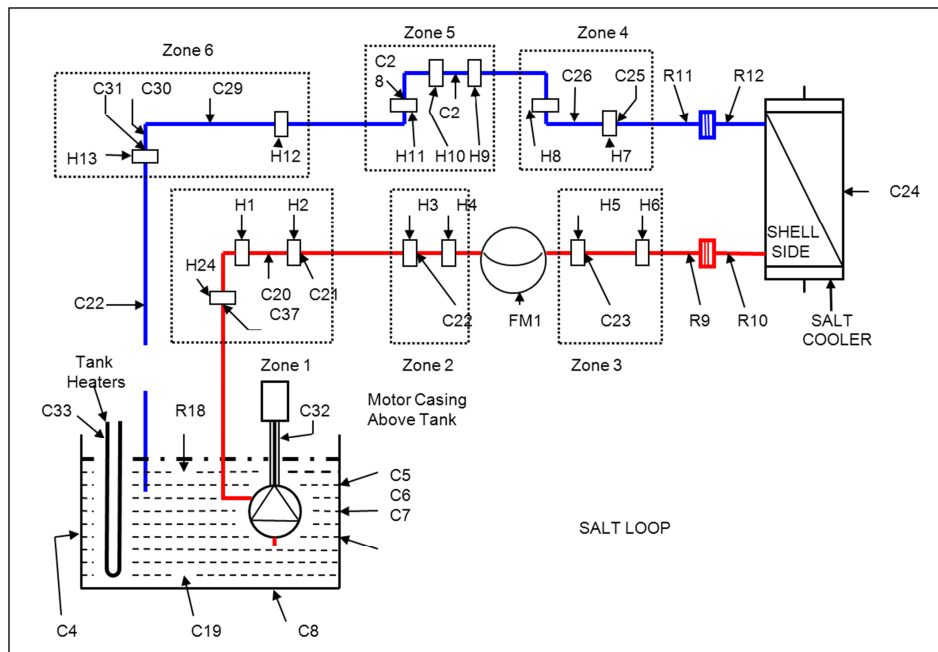 Zone 6
Zone 5
Zone 4
C31
C30
C29
C2
8
C2
C26
C25
R11
R12
H13
H12
H11
H10
H9
H8
H7
C24
H1
H2
H3
H4
H5
H6
SHELL
SIDE
H24
C20
C37
C21
C22
C22
FM1
C23
R9
R10
SALT
COOLER
Zone 1
Zone 2
Zone 3
Tank
Heaters
C33
R18
C32
Motor Casing
Above Tank
C5
C6
C7
SALT LOOP
C4
C19
C8